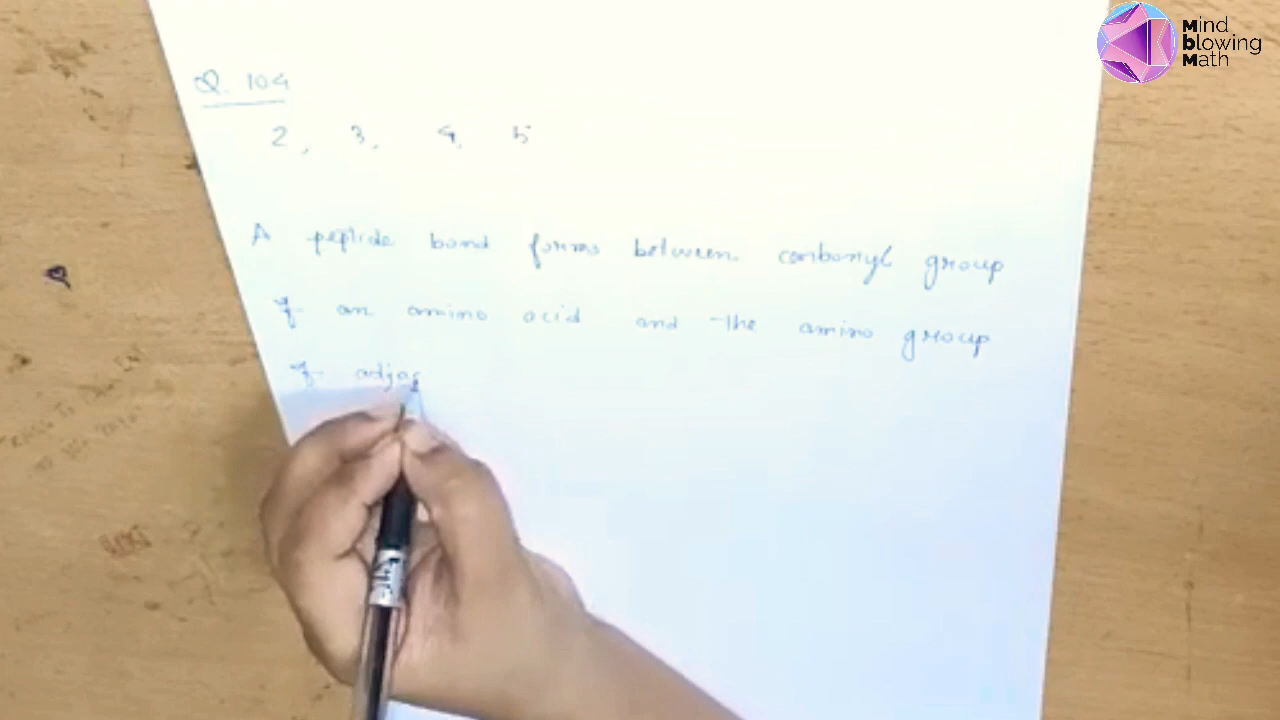 Mind
blowing
Math
Q. 104
2, 3, 4, 5
A peptide bond forms between carbonyl group
of an amino acid and the amino group
of adjac